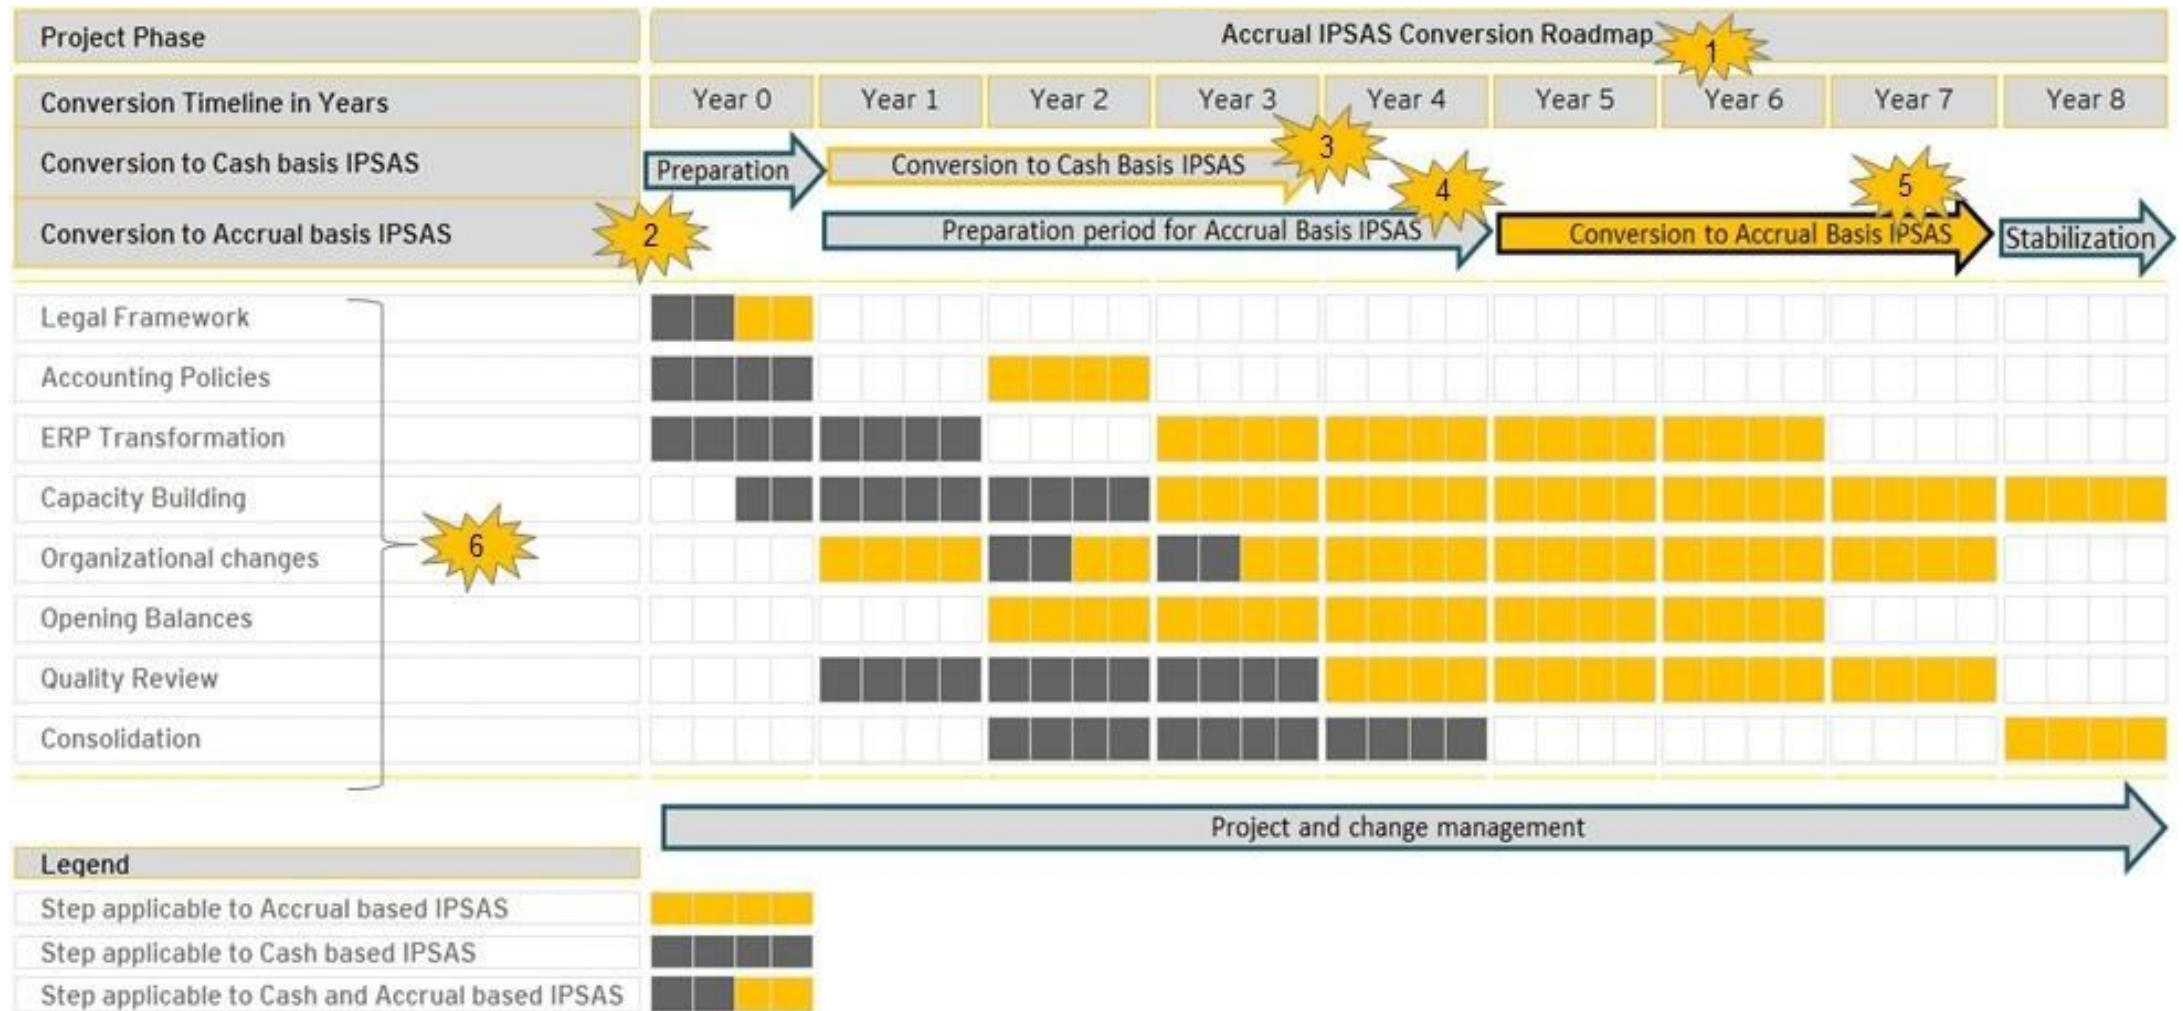 Project Phase
Accrual IPSAS Conversion Roadmap
1
Conversion Timeline in Years
Year 0
Year 1
Year 2
Year 3
Year 4
Year 5
Year 6
Year 7
Year 8
Conversion to Cash basis IPSAS
Preparation
Conversion to Cash Basis IPSAS
3
Conversion to Accrual basis IPSAS
2
Preparation period for Accrual Basis IPSAS
4
Conversion to Accrual Basis IPSAS
5
Stabilization
Legal Framework
Accounting Policies
ERP Transformation
Capacity Building
Organizational changes
6
Opening Balances
Quality Review
Consolidation
Project and change management
Legend
Step applicable to Accrual based IPSAS
Step applicable to Cash based IPSAS
Step applicable to Cash and Accrual based IPSAS